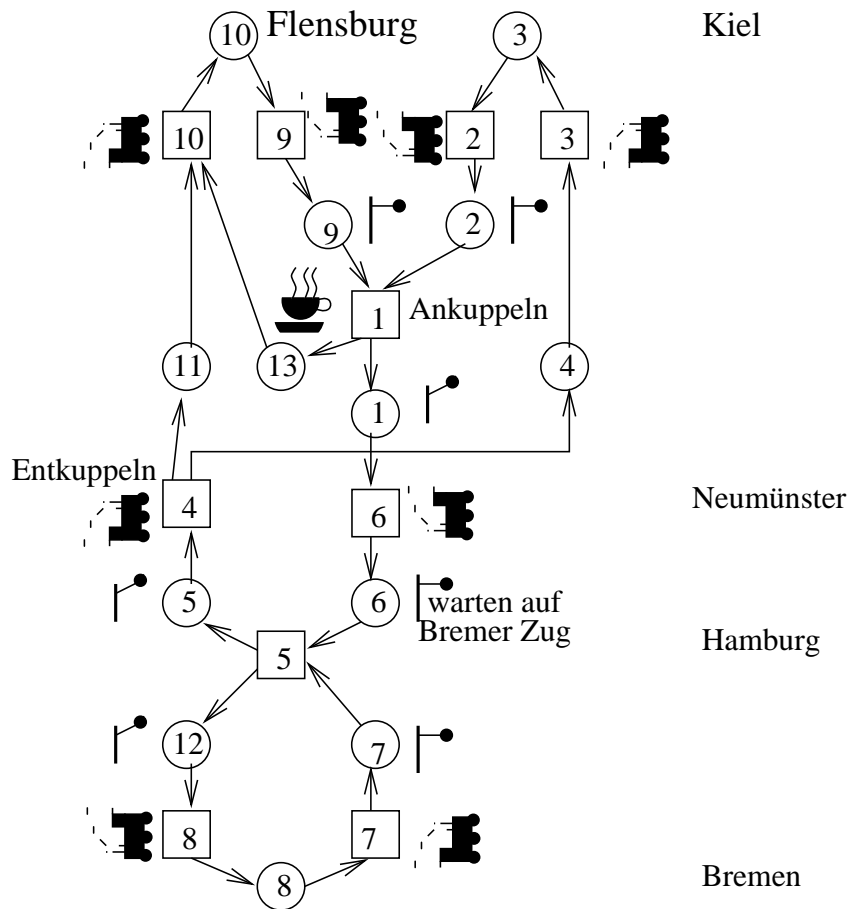 10 Flensburg 3 Kiel
10 9 2 3
9 2
1 Ankuppeln
11 13 4
1
Entkuppeln
4 6 Neumünster
5 6 warten auf
Bremer Zug
5 Hamburg
12 7
8 7
8 Bremen